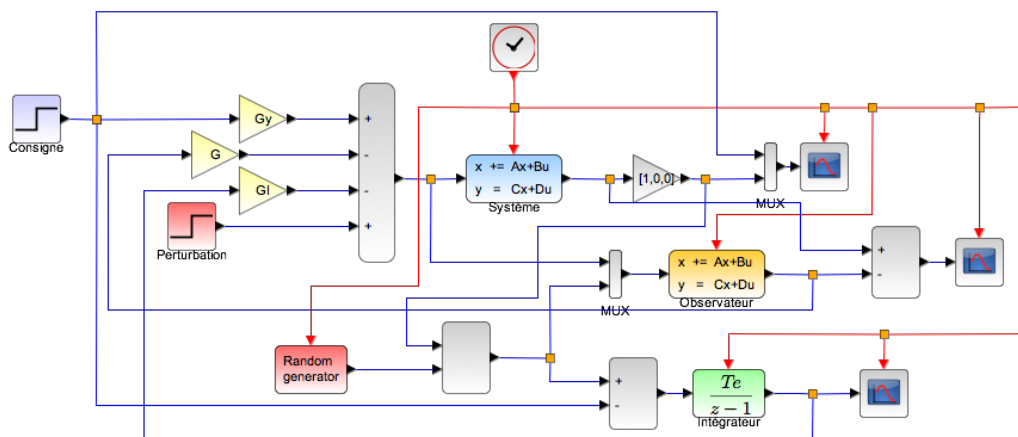 Consigne
Gy
G
GI
+
-
-
+
Perturbation
x += Ax+Bu
y = Cx+Du
Système
[1,0,0]
MUX
MUX
x += Ax+Bu
y = Cx+Du
Observateur
+
-
Random
generator
+
-
Te
z − 1
Intégrateur